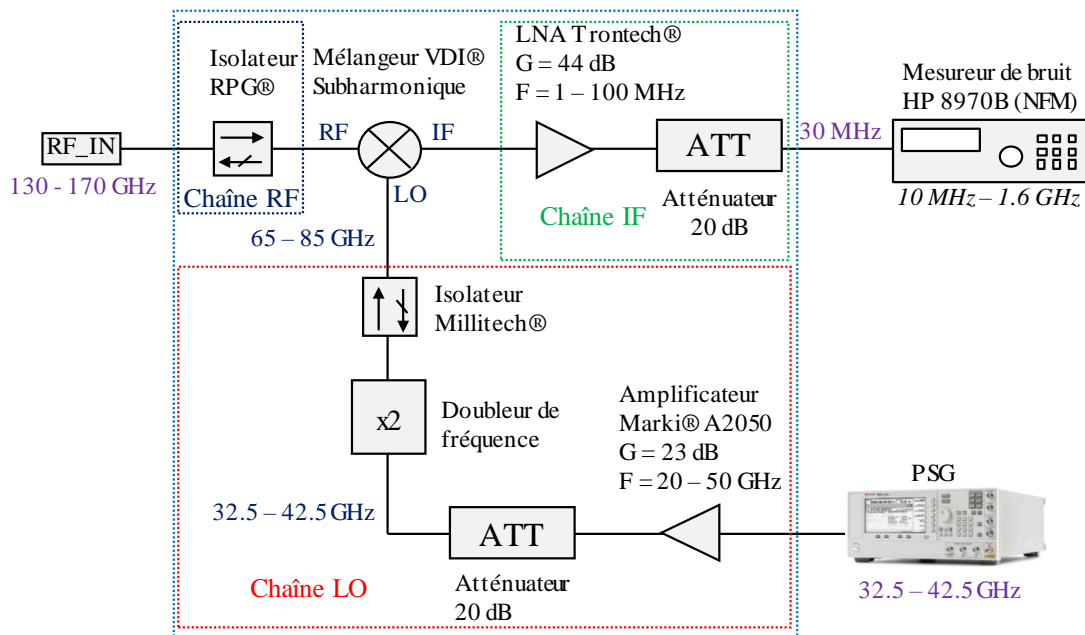 Isolateur
RPG®
Mélangeur VDI®
Subharmonique
LNA Trontech®
G = 44 dB
F = 1 – 100 MHz
Mesureur de bruit
HP 8970B (NFM)
RF_IN
RF
IF
LO
ATT
30 MHz
130 - 170 GHz
Chaîne RF
Chaîne IF
Atténuateur
20 dB
10 MHz – 1.6 GHz
65 – 85 GHz
Isolateur
Millitech®
x2
Doubleur de
fréquence
Amplificateur
Marki® A2050
G = 23 dB
F = 20 – 50 GHz
PSG
32.5 – 42.5 GHz
ATT
Atténuateur
20 dB
Chaîne LO
32.5 – 42.5 GHz